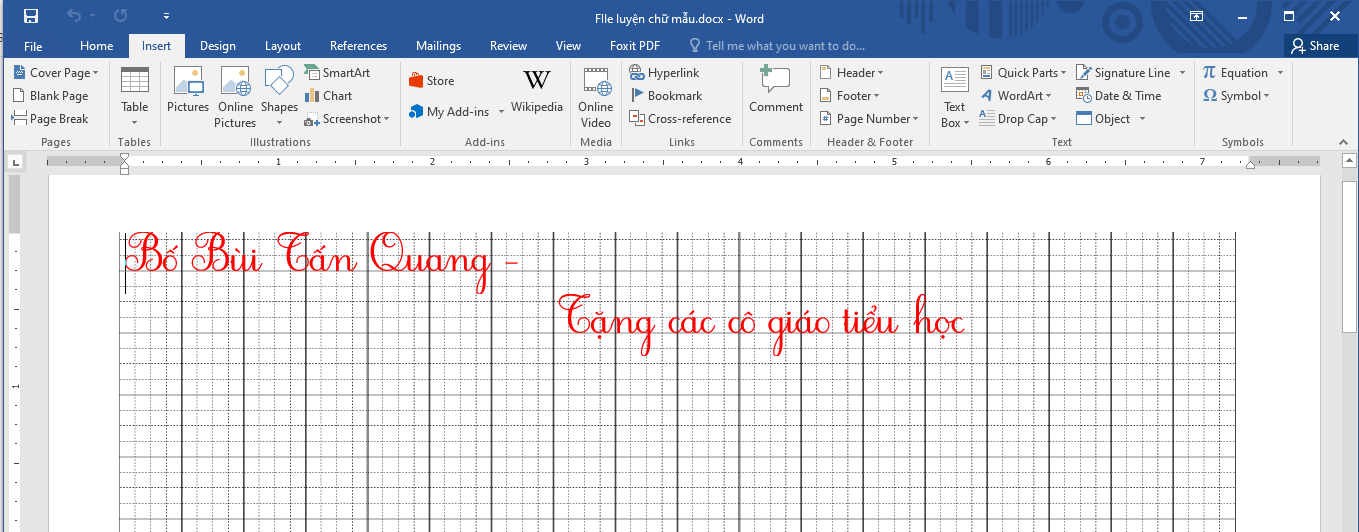 FIle luyện chữ mẫu.docx - Word
File Home Insert Design Layout References Mailings Review View Foxit PDF Tell me what you want to do... Share
Cover Page Blank Page Page Break Pages
Table Tables
Pictures Online Pictures Shapes SmartArt Chart Screenshot Illustrations
Store My Add-ins W Wikipedia Add-ins
Online Video Media
Hyperlink Bookmark Cross-reference Links
Comment Comments
Header Footer Page Number # Header & Footer
A Text Box Quick Parts A WordArt Drop Cap Signature Line Date & Time Object Text
π Equation Ω Symbol Symbols
L 1 2 3 4 5 6 7
Bố Bùi Tấn Quang -
Tặng các cô giáo tiểu học
1